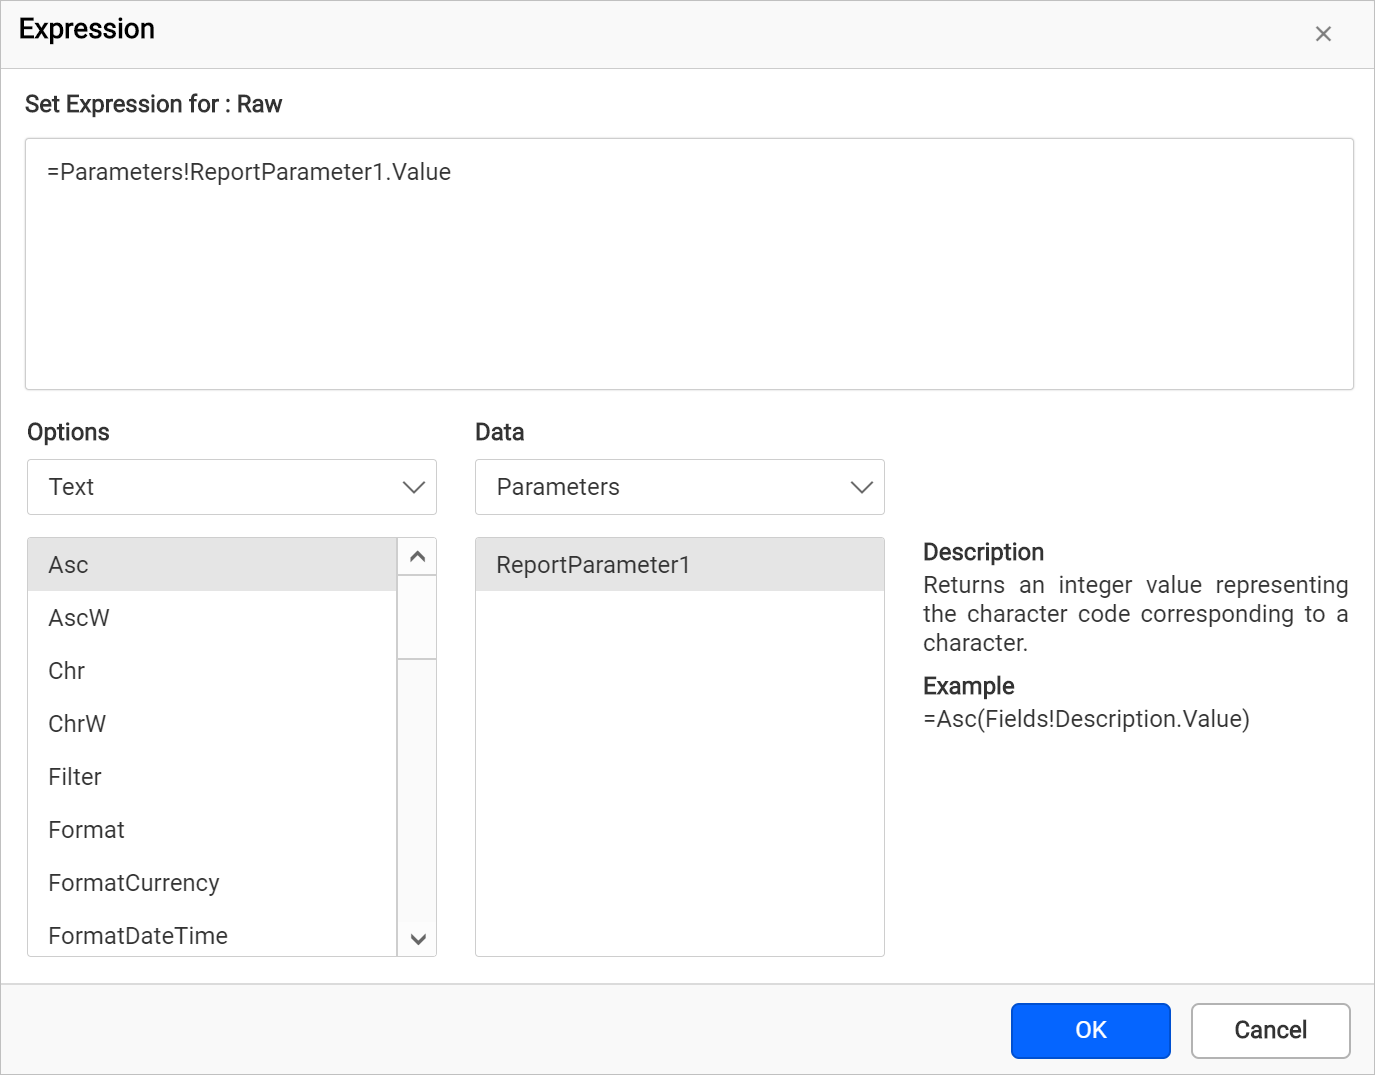 Expression
Set Expression for : Raw
=Parameters!ReportParameter1.Value
Options
Data
Text
Parameters
Asc
AscW
Chr
ChrW
Filter
Format
FormatCurrency
FormatDateTime
ReportParameter1
Description
Returns an integer value representing
the character code corresponding to a
character.
Example
=Asc(Fields!Description.Value)
OK
Cancel